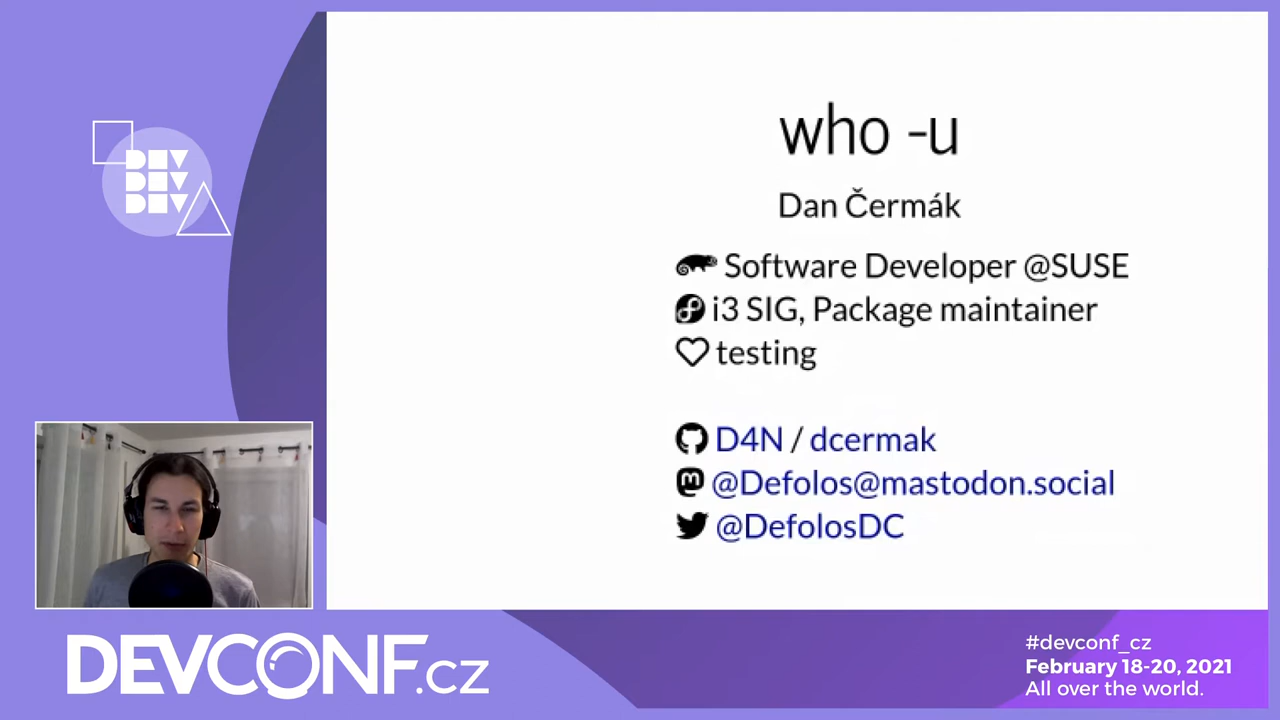 DEV
DEV
DEV
who -u
Dan Čermák
Software Developer @SUSE
i3 SIG, Package maintainer
testing
D4N / dcermak
@Defolos@mastodon.social
@DefolosDC
DEVCONF.cz
#devconf_cz
February 18-20, 2021
All over the world.